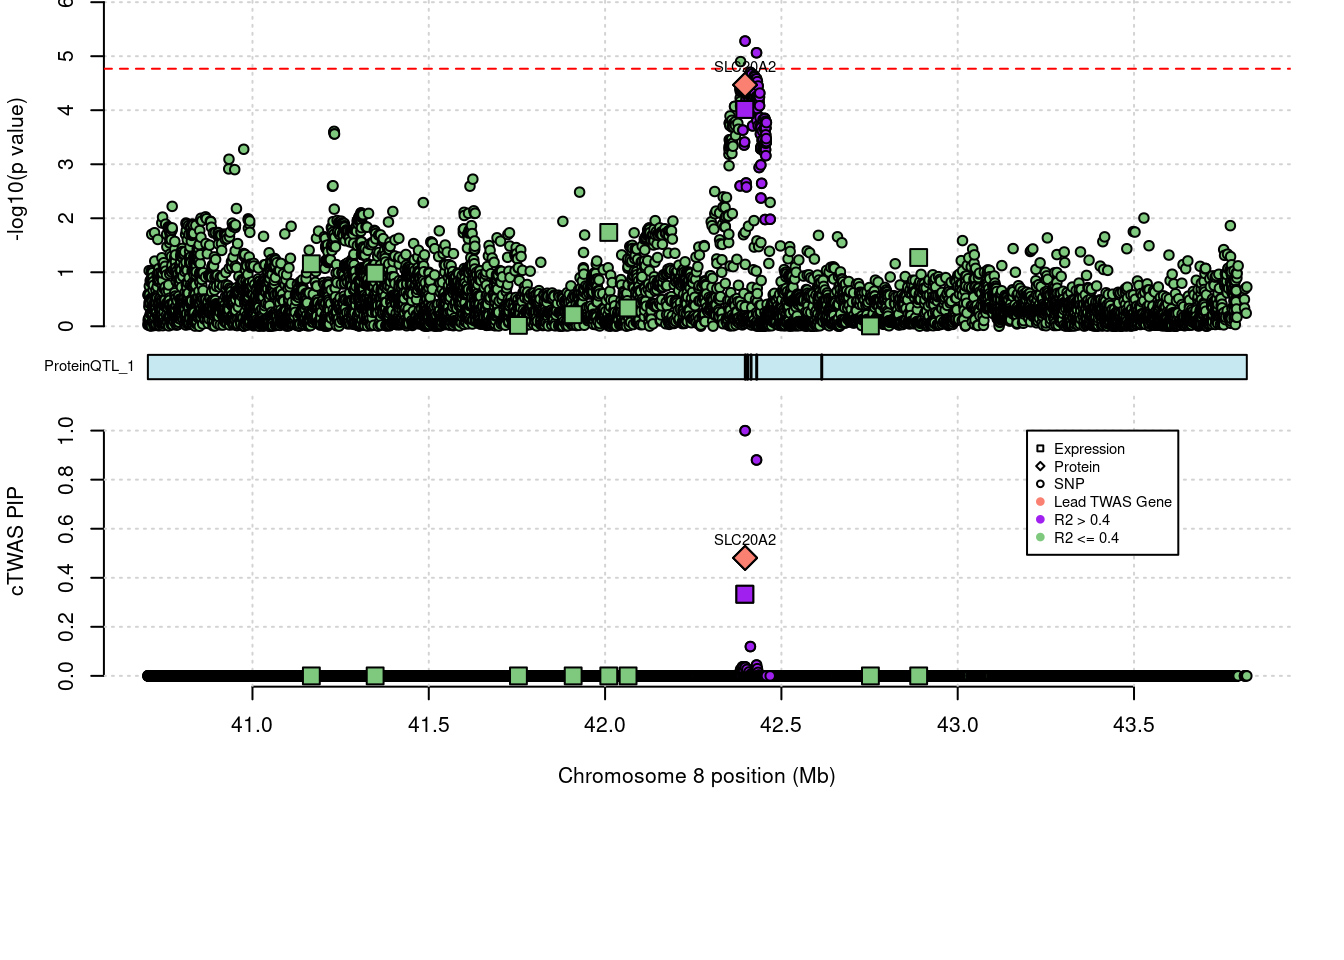 6
5
4
3
2
1
0
-log10(p value)
SLC20A2
ProteinQTL_1
1.0
0.8
0.6
0.4
0.2
0.0
cTWAS PIP
SLC20A2
Expression
Protein
SNP
Lead TWAS Gene
R2 > 0.4
R2 <= 0.4
41.0 41.5 42.0 42.5 43.0 43.5
Chromosome 8 position (Mb)